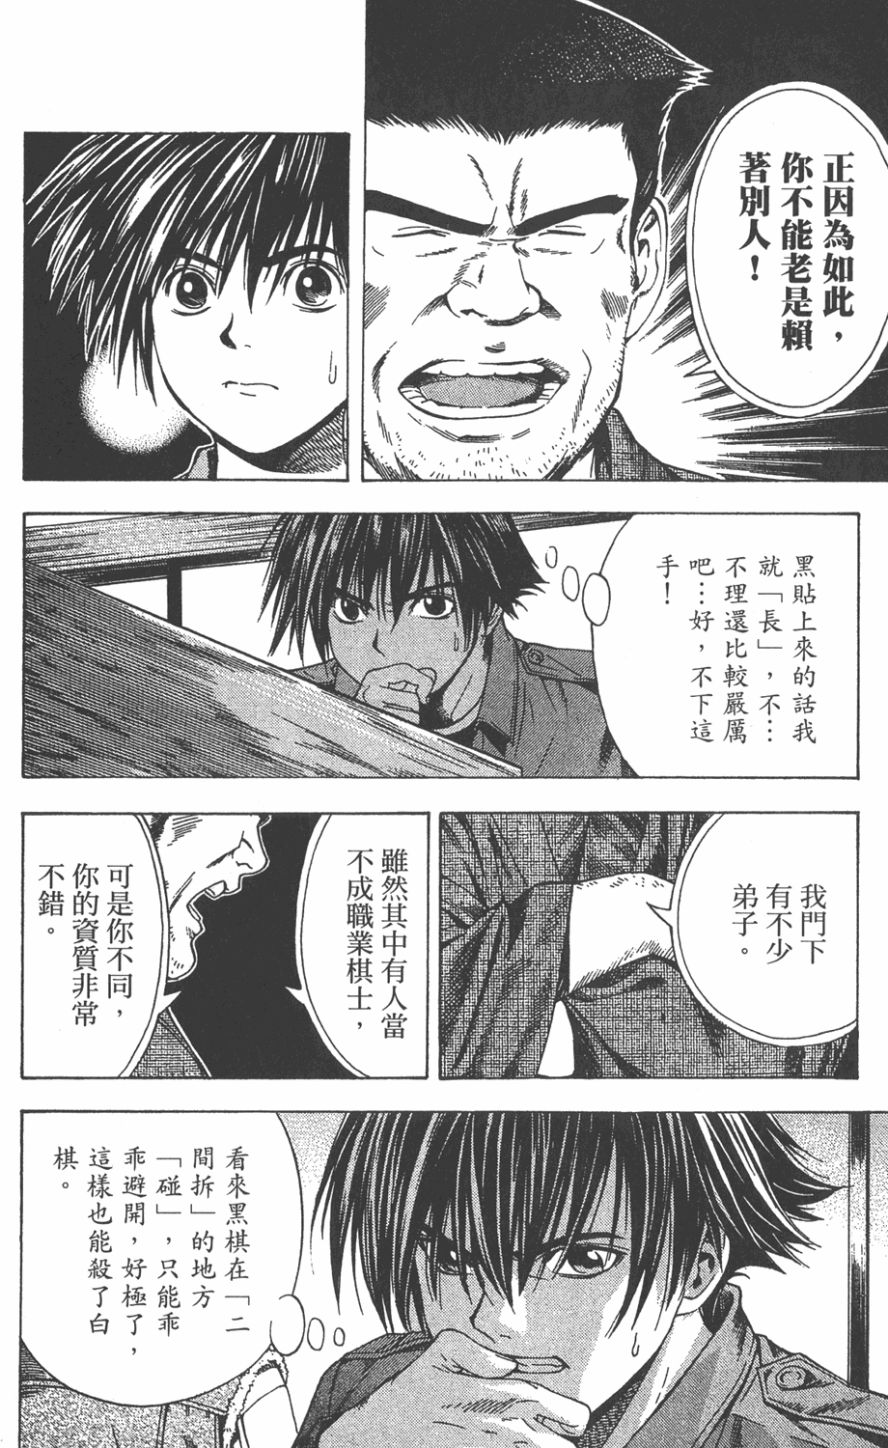 正因為如此，
你不能老是賴
著別人！
黑貼上來的話我
就「長」，不…
不理還比較嚴厲
吧…好，不下這
手！
我門下
有不少
弟子。
雖然其中有人當
不成職業棋士，
可是你不同，
你的資質非常
不錯。
看來黑棋在「二
間拆」的地方
「碰」，只能乖
乖避開，好極了，
這樣也能殺了白
棋。